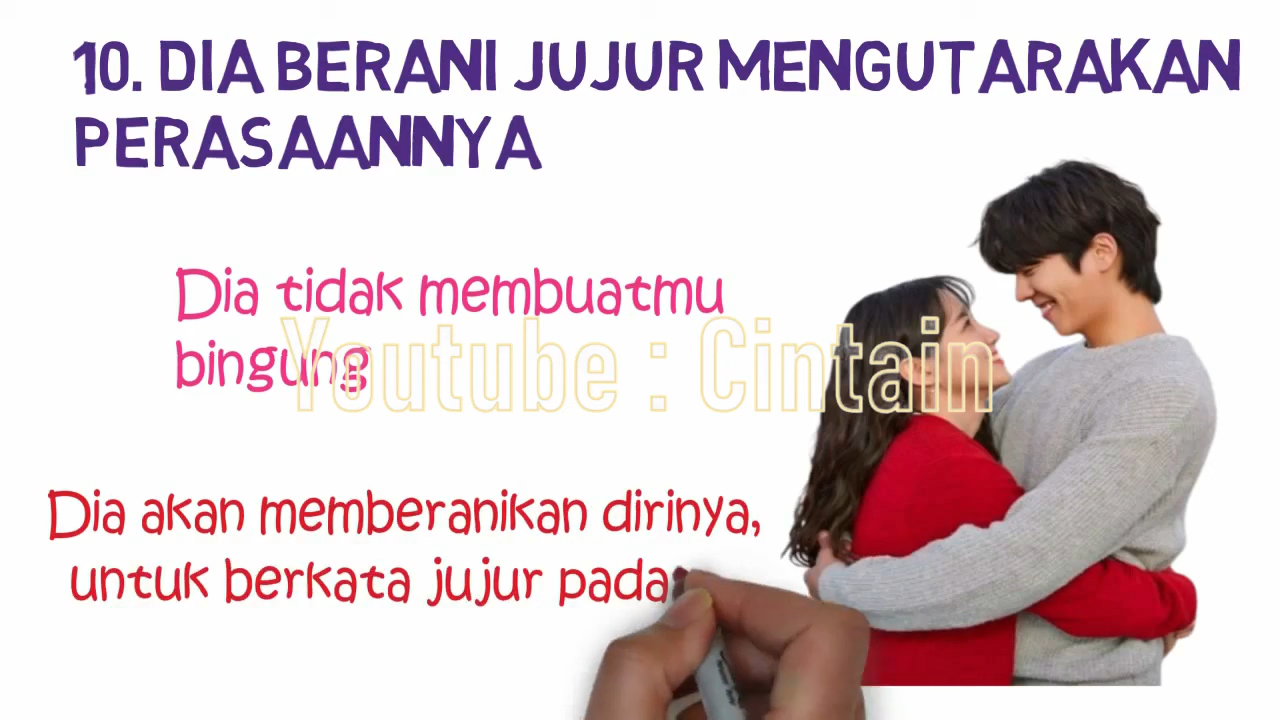 10. DIA BERANI JUJUR MENGUTARAKAN
PERASAANNYA
Dia tidak membuatmu
bingung
Youtube : Cintain
Dia akan memberanikan dirinya,
untuk berkata jujur pada